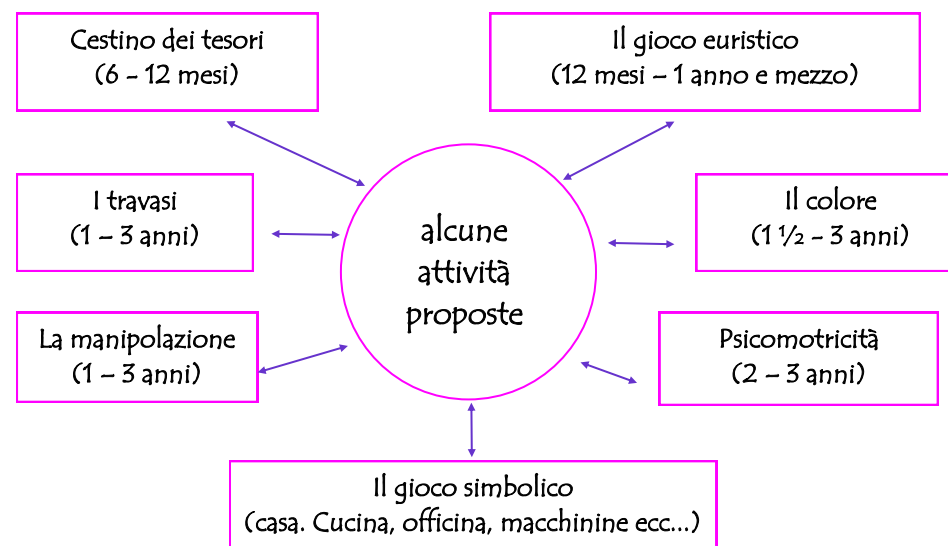 Cestino dei tesori
(6 - 12 mesi)
Il gioco euristico
(12 mesi – 1 anno e mezzo)
I travasi
(1 – 3 anni)
alcune
attività
proposte
Il colore
(1 ½ - 3 anni)
La manipolazione
(1 – 3 anni)
Psicomotricità
(2 – 3 anni)
Il gioco simbolico
(casa. Cucina, officina, macchinine ecc...)